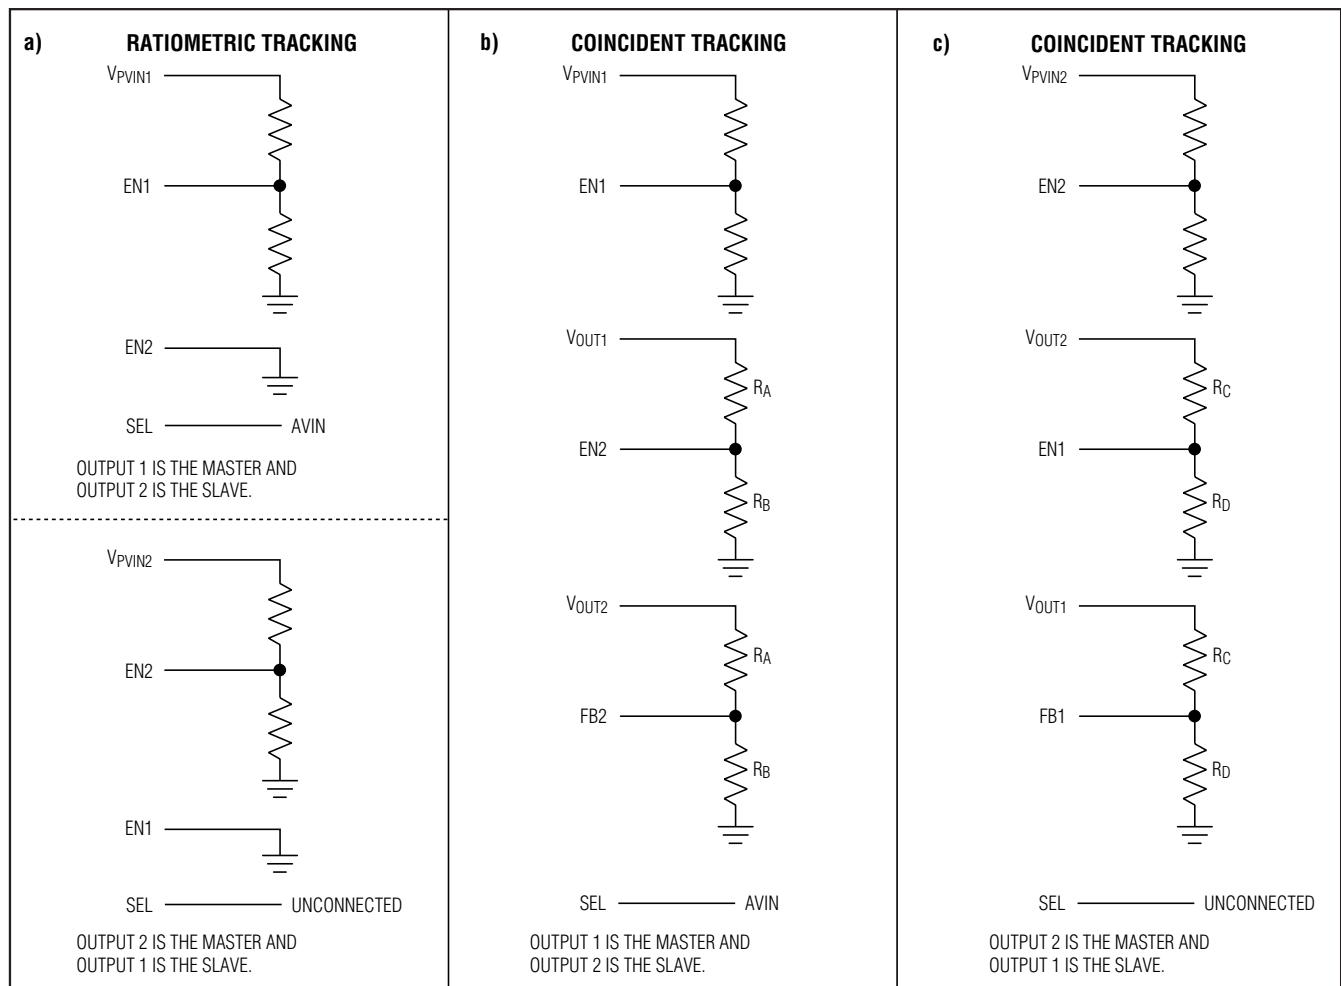 a) RATIOMETRIC TRACKING
VPVIN1
EN1
EN2
SEL AVIN
OUTPUT 1 IS THE MASTER AND
OUTPUT 2 IS THE SLAVE.
VPVIN2
EN2
EN1
SEL UNCONNECTED
OUTPUT 2 IS THE MASTER AND
OUTPUT 1 IS THE SLAVE.
b) COINCIDENT TRACKING
VPVIN1
EN1
VOUT1
RA
EN2
RB
VOUT2
RA
FB2
RB
SEL AVIN
OUTPUT 1 IS THE MASTER AND
OUTPUT 2 IS THE SLAVE.
c) COINCIDENT TRACKING
VPVIN2
EN2
VOUT2
RC
EN1
RD
VOUT1
RC
FB1
RD
SEL UNCONNECTED
OUTPUT 2 IS THE MASTER AND
OUTPUT 1 IS THE SLAVE.